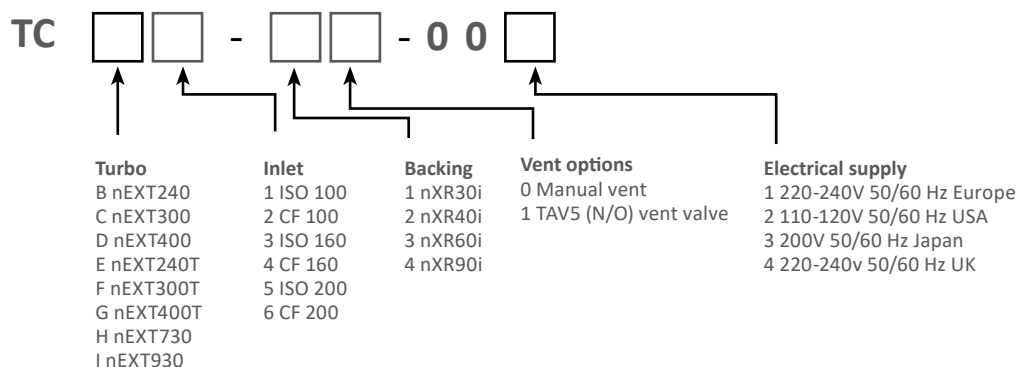 TC - - 0 0
Turbo
B nEXT240
C nEXT300
D nEXT400
E nEXT240T
F nEXT300T
G nEXT400T
H nEXT730
I nEXT930
Inlet
1 ISO 100
2 CF 100
3 ISO 160
4 CF 160
5 ISO 200
6 CF 200
Backing
1 nXR30i
2 nXR40i
3 nXR60i
4 nXR90i
Vent options
0 Manual vent
1 TAV5 (N/O) vent valve
Electrical supply
1 220-240V 50/60 Hz Europe
2 110-120V 50/60 Hz USA
3 200V 50/60 Hz Japan
4 220-240v 50/60 Hz UK